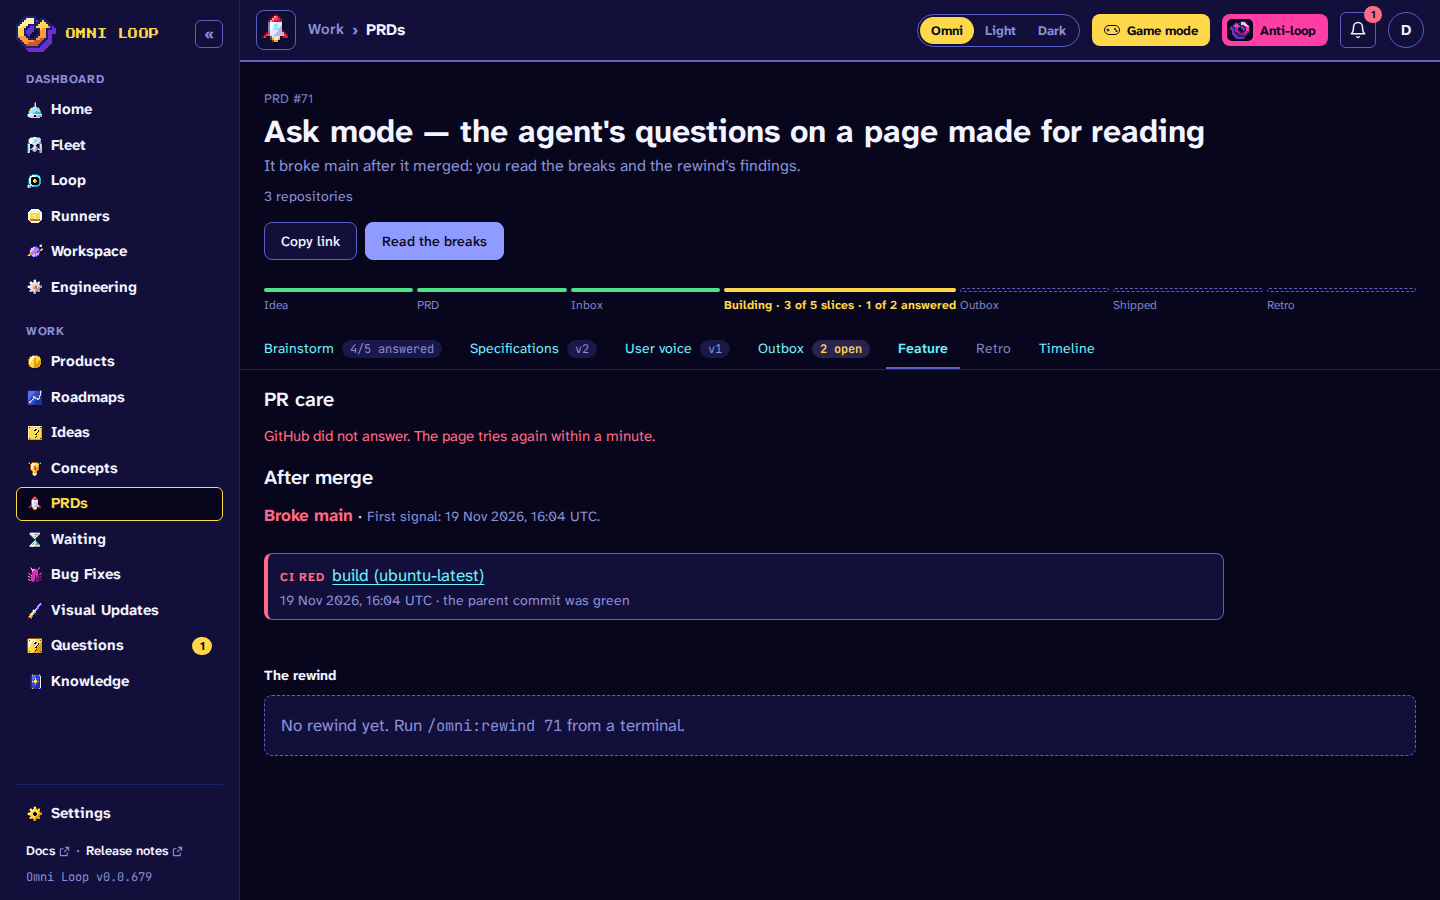 OMNI LOOP
«
DASHBOARD
Home
Fleet
Loop
Runners
Workspace
Engineering
WORK
Products
Roadmaps
Ideas
Concepts
PRDs
Waiting
Bug Fixes
Visual Updates
Questions 1
Knowledge
Settings
Docs · Release notes
Omni Loop v0.0.679
Work › PRDs
Omni Light Dark
Game mode
Anti-loop
1
D
PRD #71
Ask mode — the agent's questions on a page made for reading
It broke main after it merged: you read the breaks and the rewind's findings.
3 repositories
Copy link Read the breaks
Idea PRD Inbox Building · 3 of 5 slices · 1 of 2 answered Outbox Shipped Retro
Brainstorm 4/5 answered Specifications v2 User voice v1 Outbox 2 open Feature Retro Timeline
PR care
GitHub did not answer. The page tries again within a minute.
After merge
Broke main · First signal: 19 Nov 2026, 16:04 UTC.
CI RED build (ubuntu-latest)
19 Nov 2026, 16:04 UTC · the parent commit was green
The rewind
No rewind yet. Run /omni:rewind 71 from a terminal.